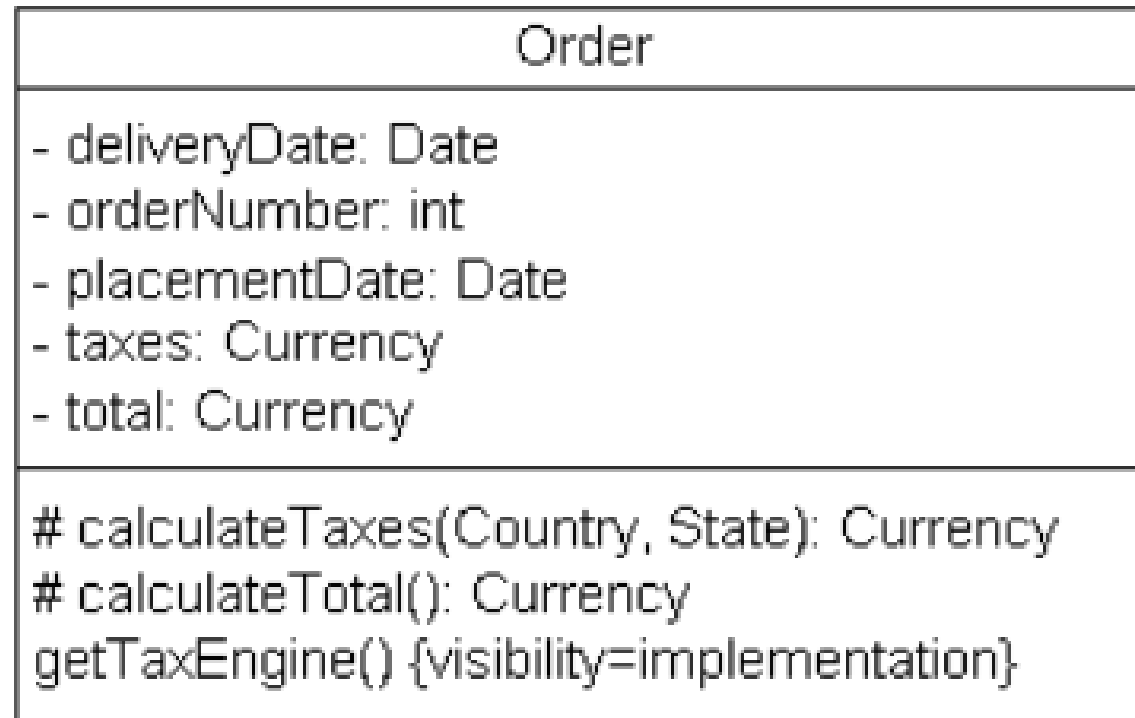 Order
- deliveryDate: Date
- orderNumber: int
- placementDate: Date
- taxes: Currency
- total: Currency
# calculateTaxes(Country, State): Currency
# calculateTotal(): Currency
getTaxEngine() {visibility=implementation}